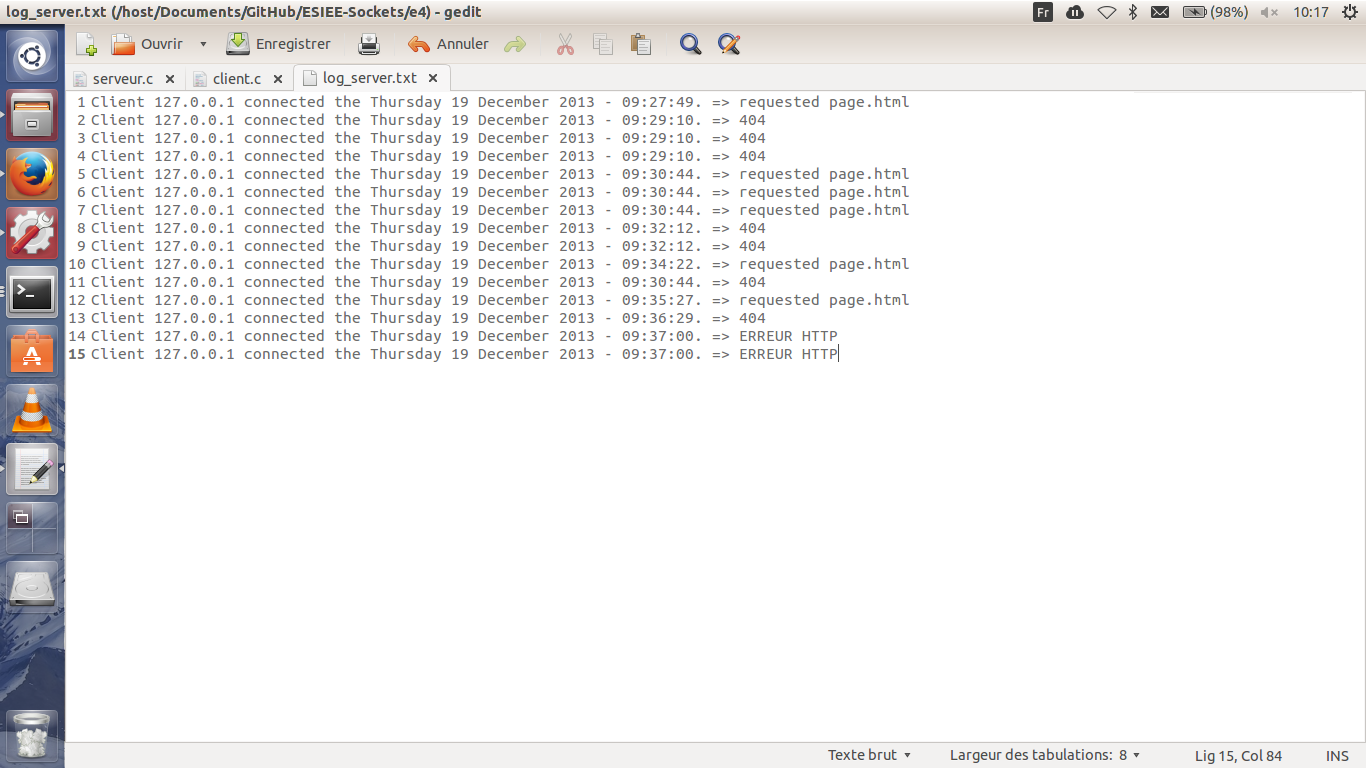 log_server.txt (/host/Documents/GitHub/ESIEE-Sockets/e4) - gedit
Fr (98%) 10:17
Ouvrir Enregistrer Annuler
serveur.c client.c log_server.txt
1 Client 127.0.0.1 connected the Thursday 19 December 2013 - 09:27:49. => requested page.html
2 Client 127.0.0.1 connected the Thursday 19 December 2013 - 09:29:10. => 404
3 Client 127.0.0.1 connected the Thursday 19 December 2013 - 09:29:10. => 404
4 Client 127.0.0.1 connected the Thursday 19 December 2013 - 09:29:10. => 404
5 Client 127.0.0.1 connected the Thursday 19 December 2013 - 09:30:44. => requested page.html
6 Client 127.0.0.1 connected the Thursday 19 December 2013 - 09:30:44. => requested page.html
7 Client 127.0.0.1 connected the Thursday 19 December 2013 - 09:30:44. => requested page.html
8 Client 127.0.0.1 connected the Thursday 19 December 2013 - 09:32:12. => 404
9 Client 127.0.0.1 connected the Thursday 19 December 2013 - 09:32:12. => 404
10 Client 127.0.0.1 connected the Thursday 19 December 2013 - 09:34:22. => requested page.html
11 Client 127.0.0.1 connected the Thursday 19 December 2013 - 09:30:44. => 404
12 Client 127.0.0.1 connected the Thursday 19 December 2013 - 09:35:27. => requested page.html
13 Client 127.0.0.1 connected the Thursday 19 December 2013 - 09:36:29. => 404
14 Client 127.0.0.1 connected the Thursday 19 December 2013 - 09:37:00. => ERREUR HTTP
15 Client 127.0.0.1 connected the Thursday 19 December 2013 - 09:37:00. => ERREUR HTTP
Texte brut Largeur des tabulations: 8 Lig 15, Col 84 INS